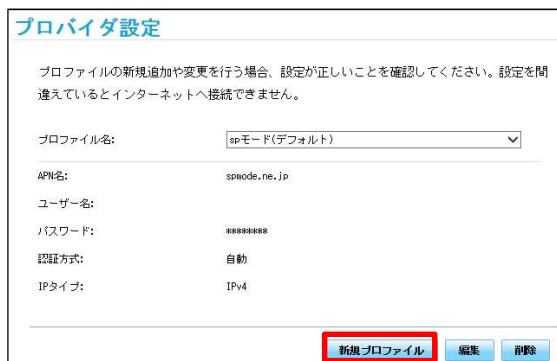 プロバイダ設定
プロファイルの新規追加や変更を行う場合、設定が正しいことを確認してください。設定を間
違えているとインターネットへ接続できません。
プロファイル名: spモード(デフォルト)
APN名: spmode.ne.jp
ユーザー名:
パスワード: ********
認証方式: 自動
IPタイプ: IPv4
新規プロファイル 編集 削除